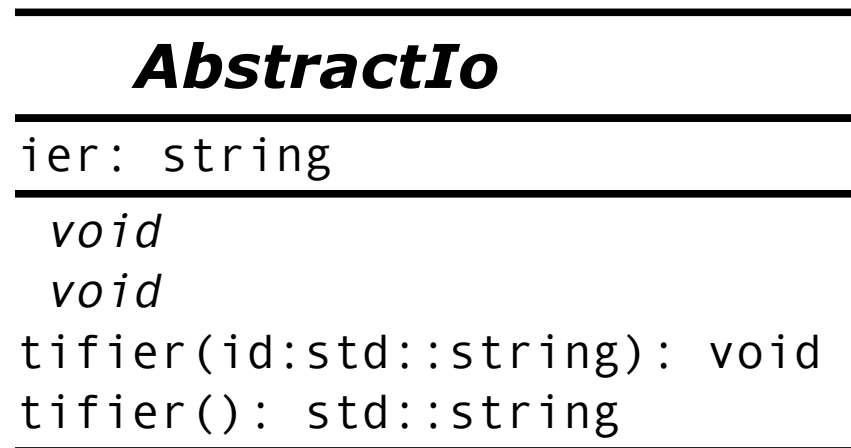 AbstractIo
ier: string
void
void
tifier(id:std::string): void
tifier(): std::string